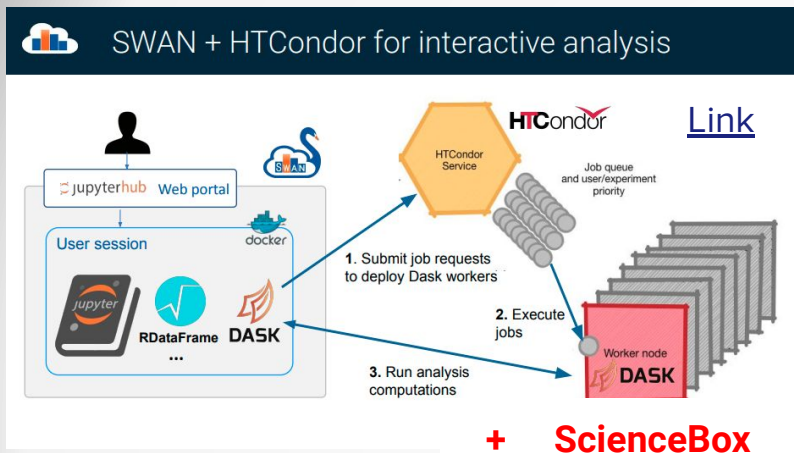 SWAN + HTCondor for interactive analysis
HTCondor
Link
HTCondor
Service
Job queue
and user/experiment
priority
SWAN
jupyterhub Web portal
User session
docker
1. Submit job requests
to deploy Dask workers
jupyter
RDataFrame
...
DASK
2. Execute
jobs
Worker node
DASK
3. Run analysis
computations
+ ScienceBox